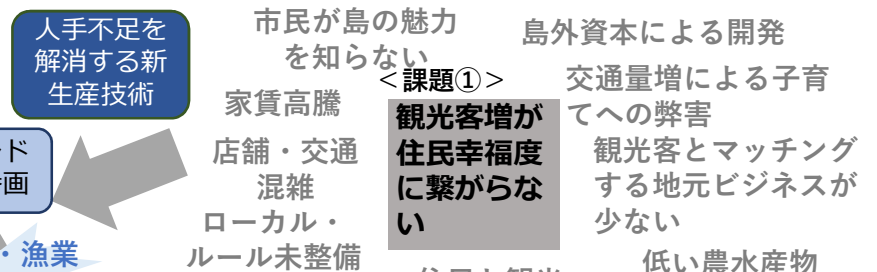 人手不足を
解消する新
生産技術
市民が島の魅力
を知らない
島外資本による開発
＜課題①＞
観光客増が
住民幸福度
に繋がらな
い
家賃高騰
交通量増による子育
てへの弊害
店舗・交通
混雑
観光客とマッチング
する地元ビジネスが
少ない
ローカル・
ルール未整備
ド
画
・漁業
低い農水産物